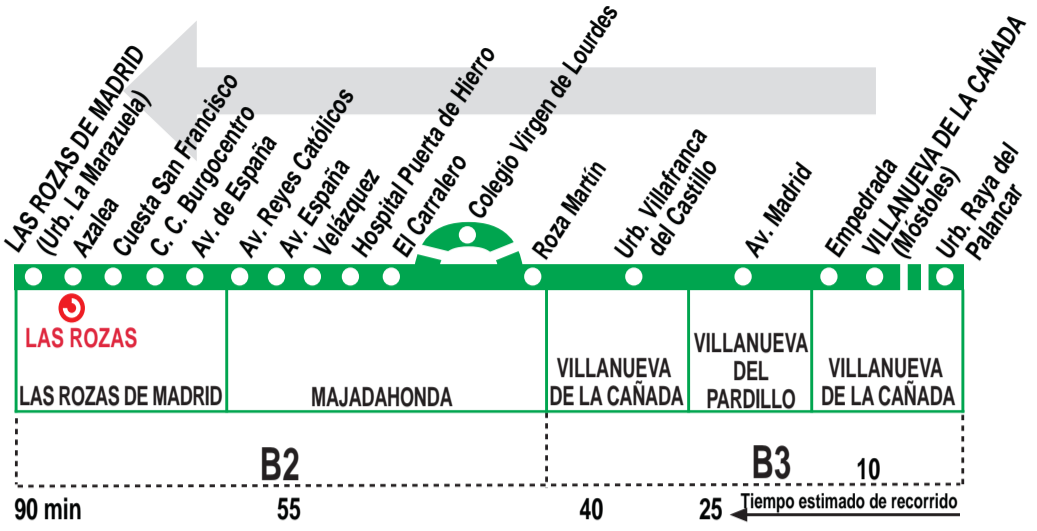 LAS ROZAS DE MADRID
(Urb. La Marazuela)
Azalea
Cuesta San Francisco
C. C. Burgocentro
Av. de España
Av. Reyes Católicos
Av. España
Velázquez
Hospital Puerta de Hierro
El Carralero
Colegio Virgen de Lourdes
Roza Martín
Urb. Villafranca
del Castillo
Av. Madrid
Empedrada
VILLANUEVA DE LA CAÑADA
(Mostoles)
Urb. Raya del
Palancar
LAS ROZAS
LAS ROZAS DE MADRID
MAJADAHONDA
VILLANUEVA
DE LA CAÑADA
VILLANUEVA
DEL
PARDILLO
VILLANUEVA
DE LA CAÑADA
B2
B3
10
90 min
55
40
25
Tiempo estimado de recorrido